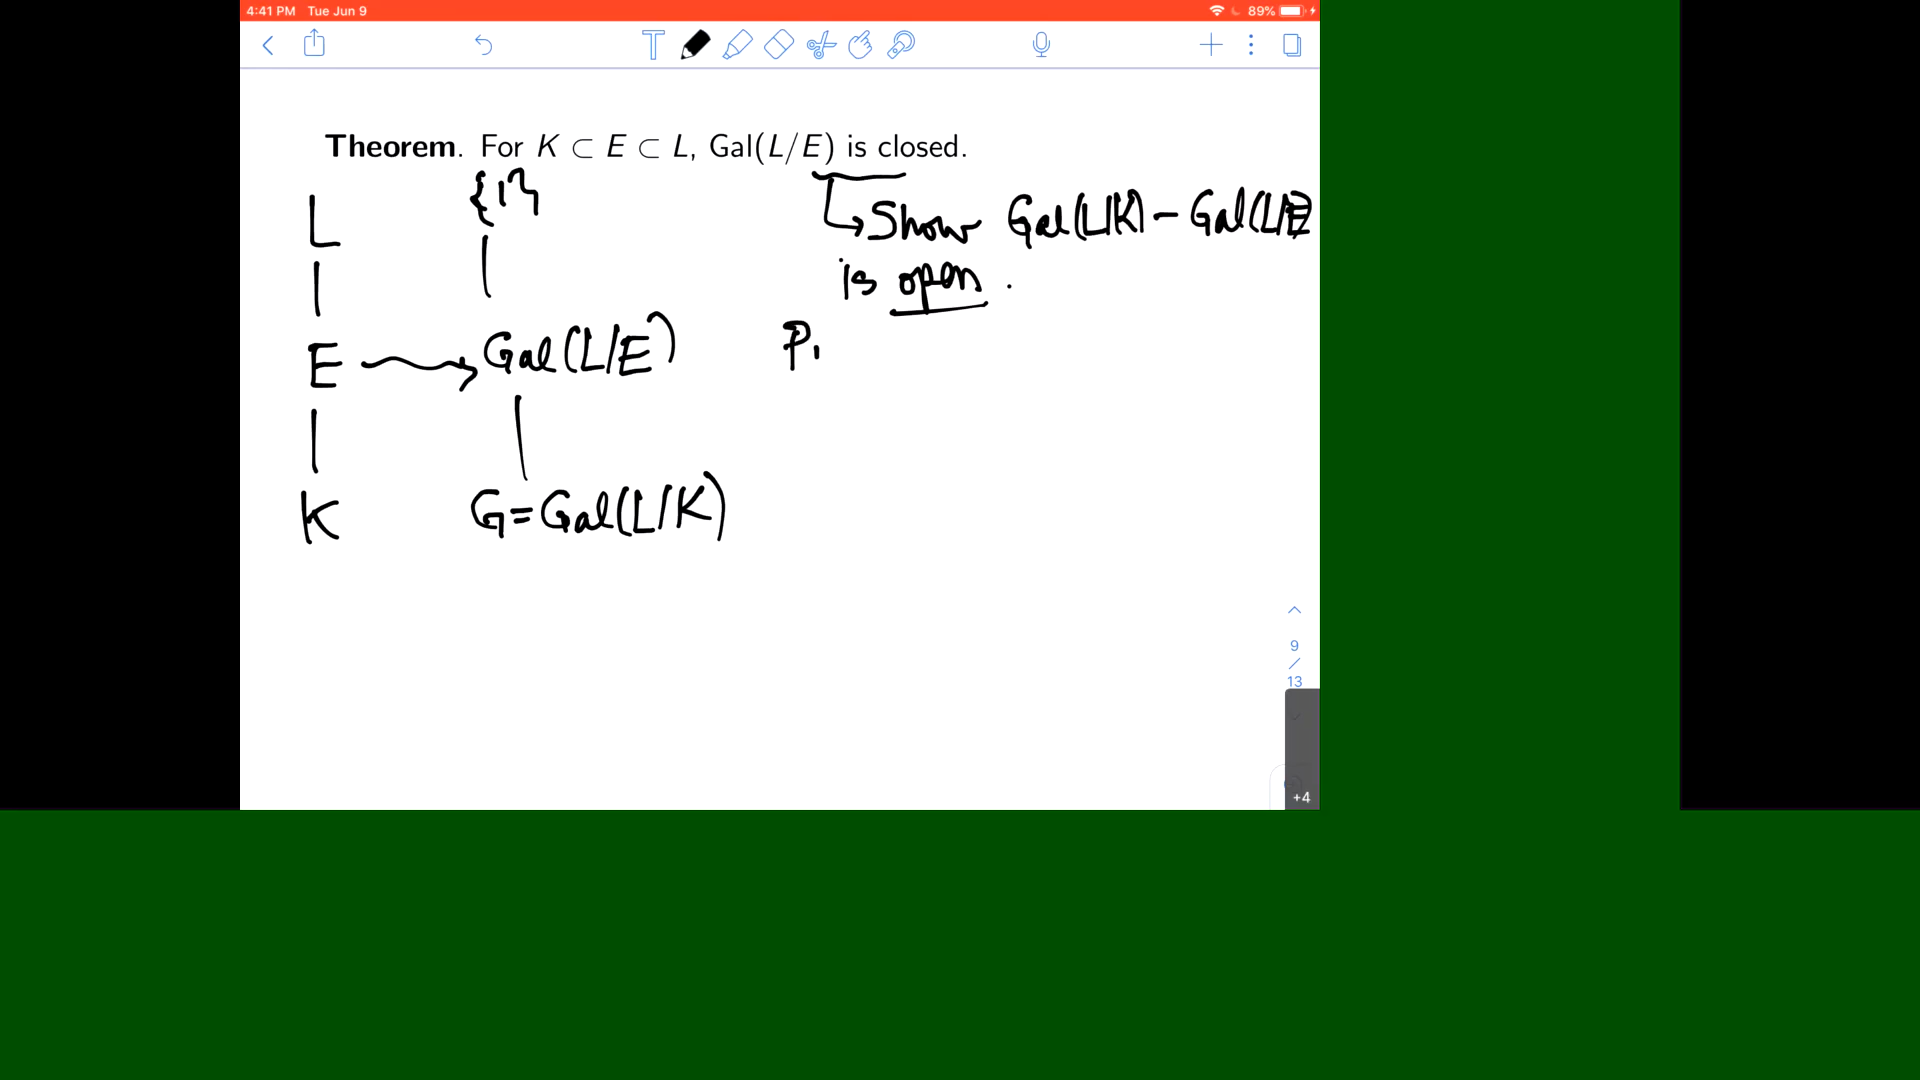 4:41 PM Tue Jun 9
89%
Theorem. For K ⊂ E ⊂ L, Gal(L/E) is closed.
L {1}
Show Gal(L/K) - Gal(L/E)
is open.
E Gal(L/E)
P.
K G=Gal(L/K)
9
/
13
+4